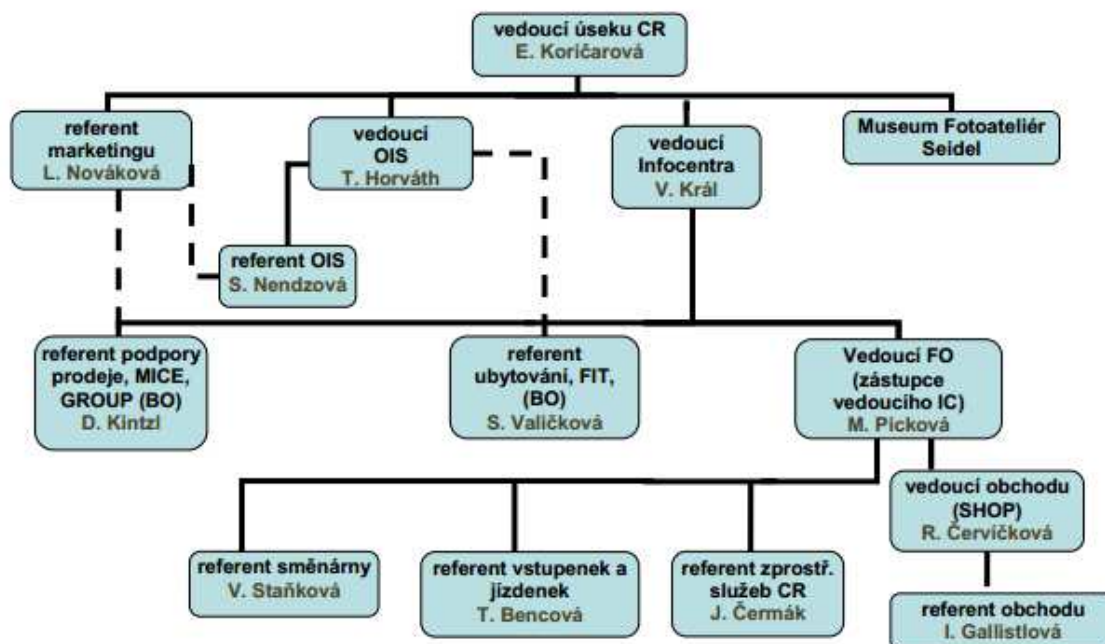 vedoucí úseku CR
E. Koričarová
referent
marketingu
L. Nováková
vedoucí
OIS
T. Horváth
vedoucí
Infocentra
V. Král
Museum Fotoateliér
Seidel
referent OIS
S. Nendzová
referent podpory
prodeje, MICE,
GROUP (BO)
D. Kintzl
referent
ubytování, FIT,
(BO)
S. Valičková
Vedoucí FO
(zástupce
vedoucího IC)
M. Picková
vedoucí obchodu
(SHOP)
R. Červíčková
referent směnárny
V. Staňková
referent vstupenek a
jízdenek
T. Bencová
referent zprostř.
služeb CR
J. Čermák
referent obchodu
I. Gallistlová